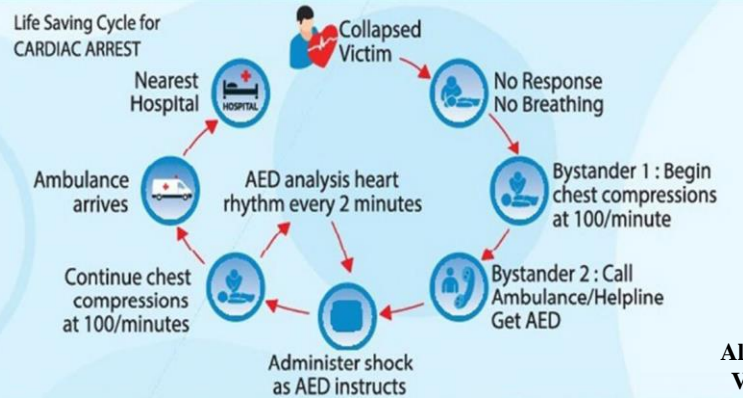 Life Saving Cycle for
CARDIAC ARREST
Collapsed
Victim
No Response
No Breathing
Bystander 1 : Begin
chest compressions
at 100/minute
Bystander 2 : Call
Ambulance/Helpline
Get AED
Administer shock
as AED instructs
AED analysis heart
rhythm every 2 minutes
Continue chest
compressions
at 100/minutes
Ambulance
arrives
Nearest
Hospital
HOSPITAL